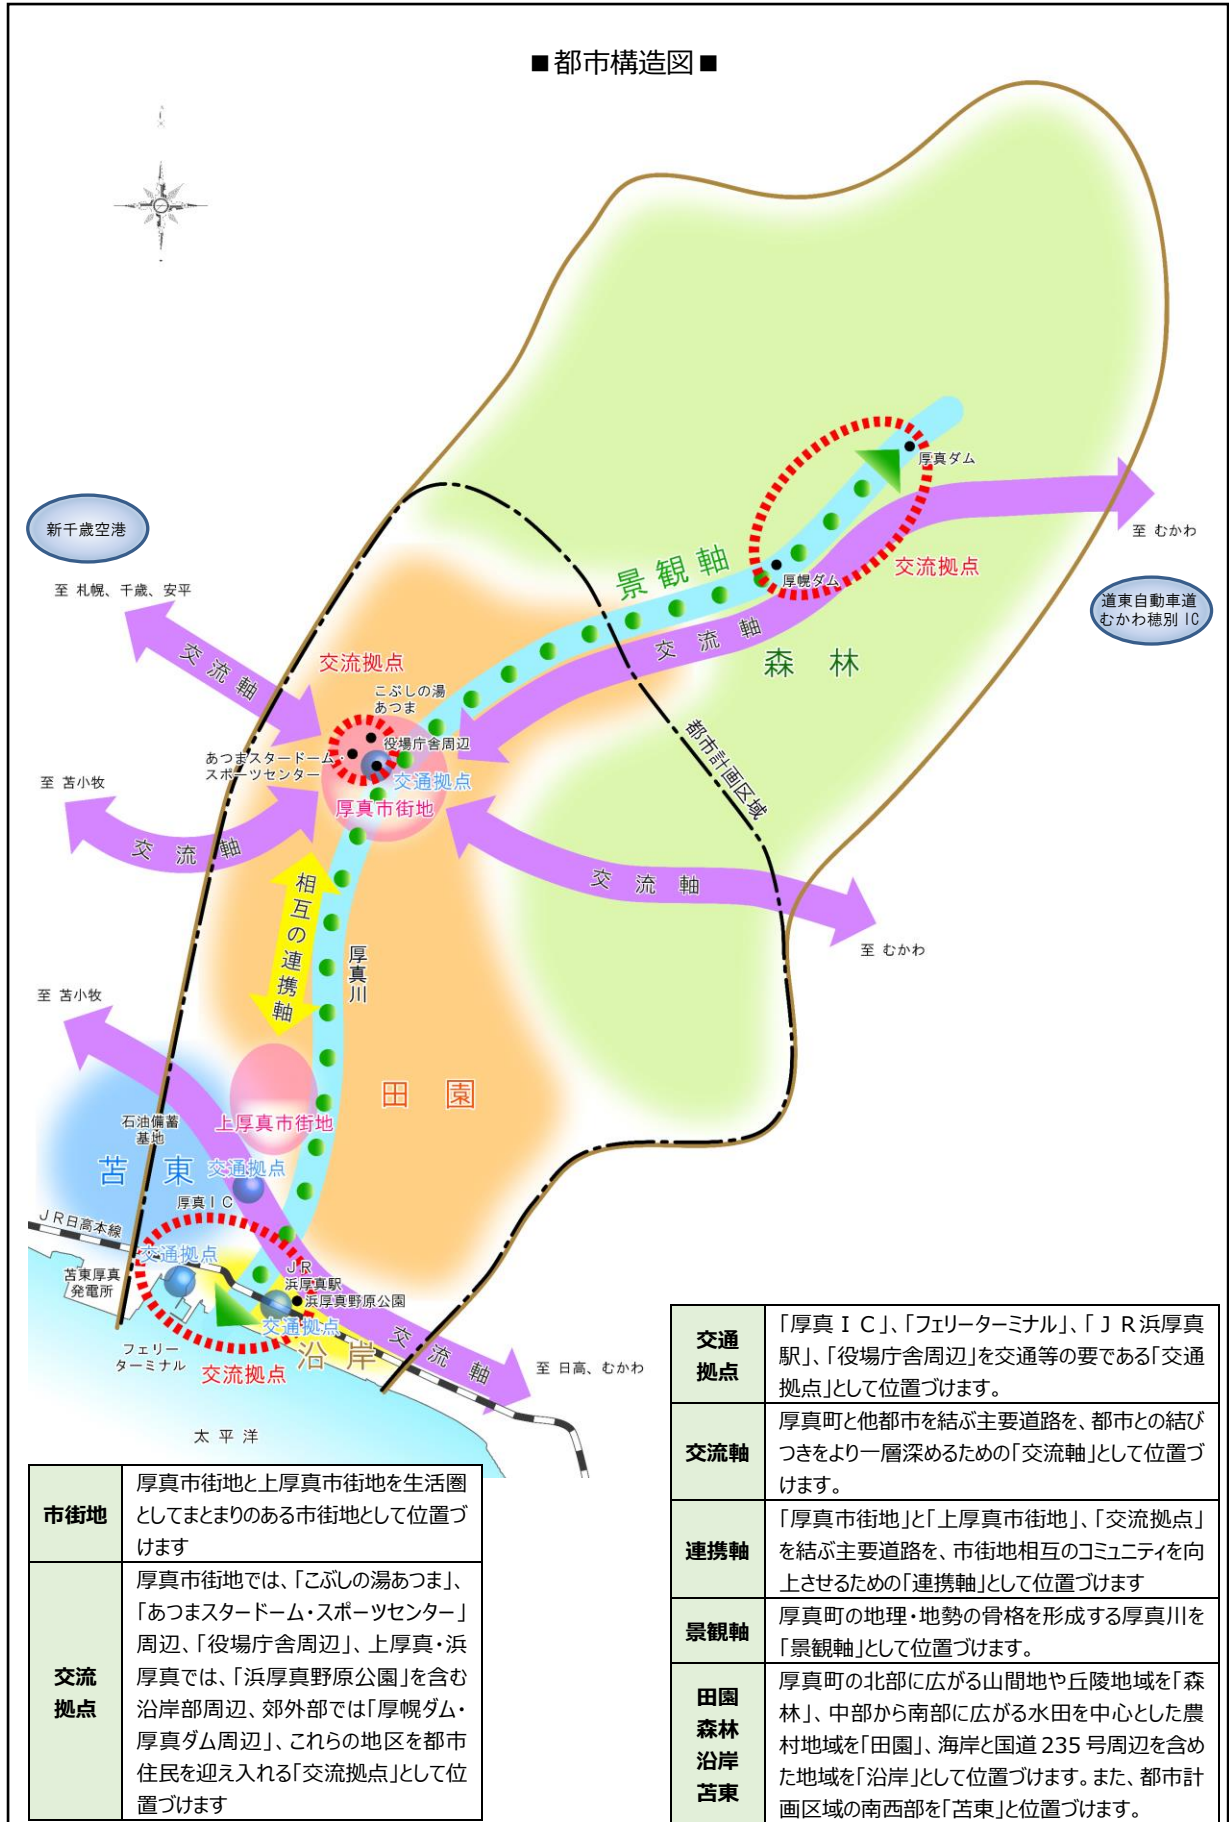 ■都市構造図■
新千歳空港
至 札幌、千歳、安平
交流軸
厚真ダム
至 むかわ
交流拠点
厚幌ダム
景観軸
道東自動車道
むかわ穂別 IC
交流軸
森 林
交流拠点
こぶしの湯
あつま
役場庁舎周辺
あつまスタードーム・
スポーツセンター
交通拠点
厚真市街地
都市計画区域
至 苫小牧
交流軸
交流軸
至 むかわ
相互の連携軸
厚真川
至 苫小牧
田 園
石油備蓄
基地
上厚真市街地
苫 東
交通拠点
厚真IC
JR日高本線
交通拠点
苫東厚真
発電所
JR
浜厚真駅
浜厚真野原公園
交通拠点
フェリー
ターミナル
沿岸
交流拠点
交流軸
至 日高、むかわ
太平洋
市街地
厚真市街地と上厚真市街地を生活圏
としてまとまりのある市街地として位置づ
けます
交流
拠点
厚真市街地では、「こぶしの湯あつま」、
「あつまスタードーム・スポーツセンター」
周辺、「役場庁舎周辺」、上厚真・浜
厚真では、「浜厚真野原公園」を含む
沿岸部周辺、郊外部では「厚幌ダム・
厚真ダム周辺」、これらの地区を都市
住民を迎え入れる「交流拠点」として位
置づけます
交通
拠点
「厚真ＩＣ」、「フェリーターミナル」、「ＪＲ浜厚真
駅」、「役場庁舎周辺」を交通等の要である「交通
拠点」として位置づけます。
交流軸
厚真町と他都市を結ぶ主要道路を、都市との結び
つきをより一層深めるための「交流軸」として位置づ
けます。
連携軸
「厚真市街地」と「上厚真市街地」、「交流拠点」
を結ぶ主要道路を、市街地相互のコミュニティを向
上させるための「連携軸」として位置づけます
景観軸
厚真町の地理・地勢の骨格を形成する厚真川を
「景観軸」として位置づけます。
田園
森林
沿岸
苫東
厚真町の北部に広がる山間地や丘陵地域を「森
林」、中部から南部に広がる水田を中心とした農
村地域を「田園」、海岸と国道 235 号周辺を含め
た地域を「沿岸」として位置づけます。また、都市計
画区域の南西部を「苫東」と位置づけます。